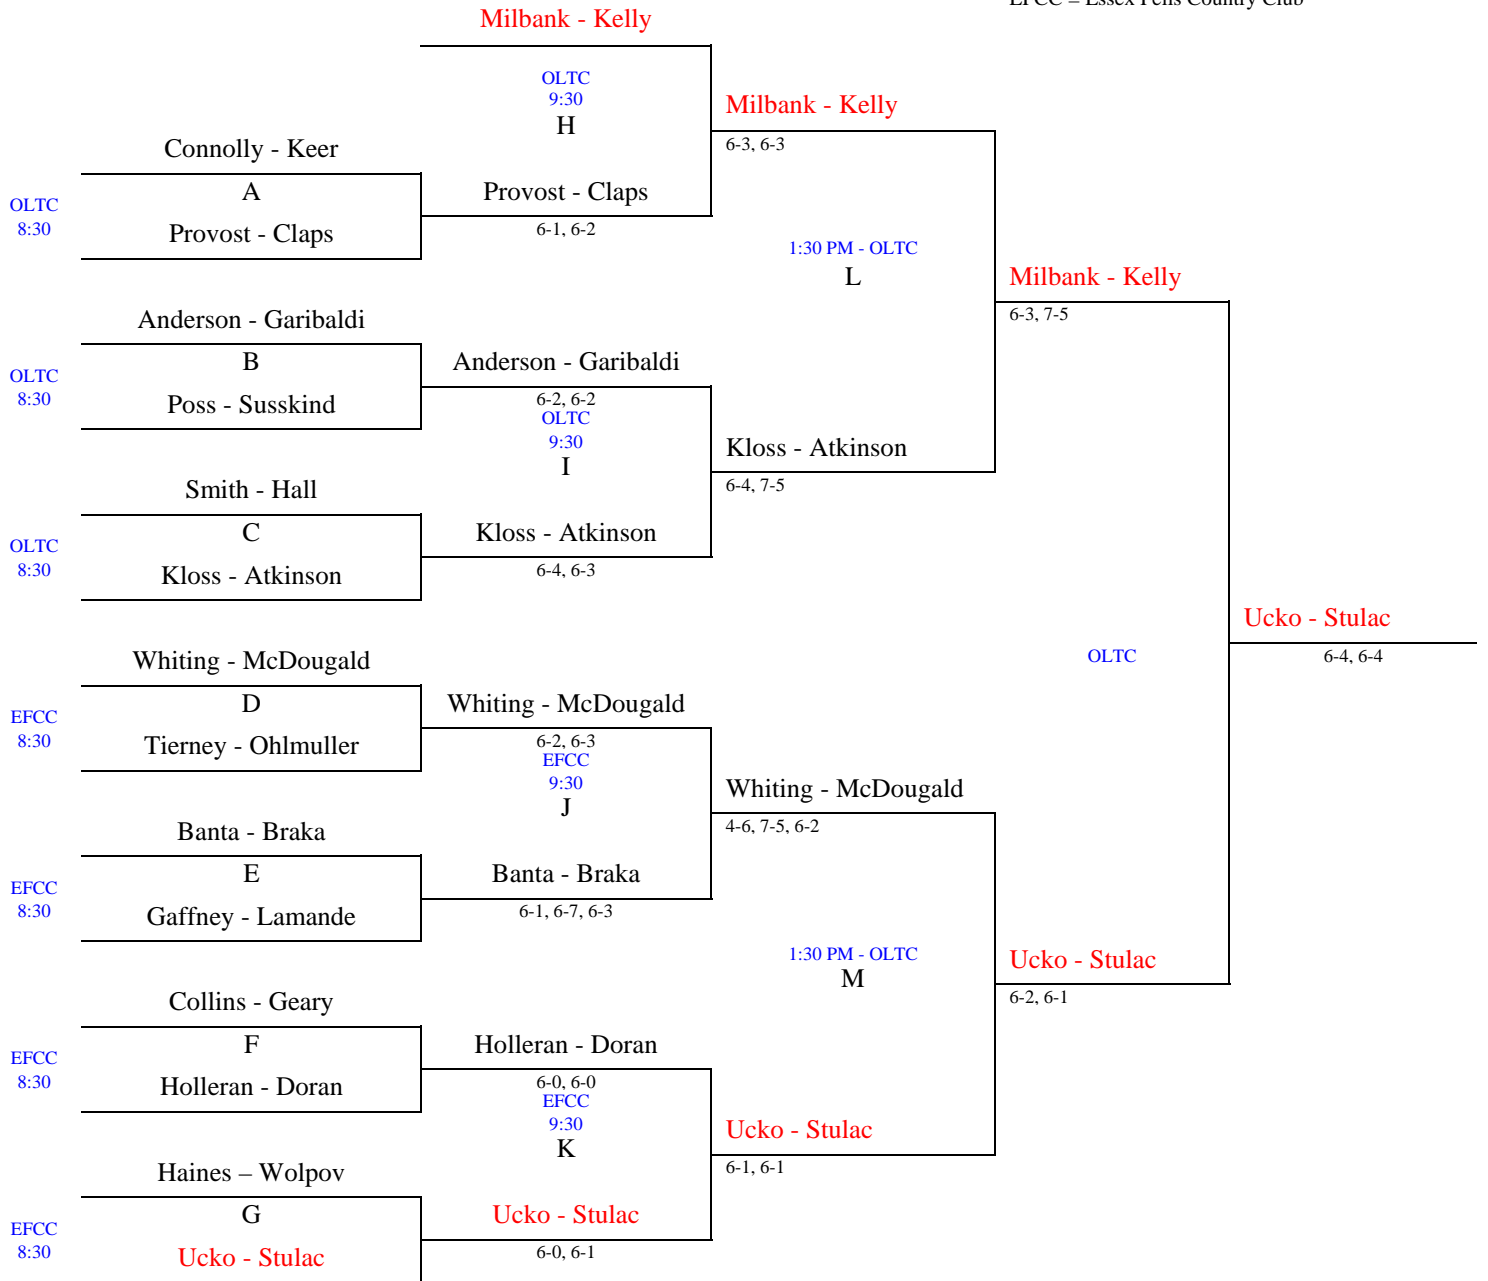 EFCC = Essex Fells Country Club
Milbank - Kelly
OLTC
9:30
H
Milbank - Kelly
6-3, 6-3
Connolly - Keer
A
OLTC
8:30
Provost - Claps
Provost - Claps
6-1, 6-2
1:30 PM - OLTC
L
Milbank - Kelly
6-3, 7-5
Anderson - Garibaldi
B
OLTC
8:30
Poss - Susskind
Anderson - Garibaldi
6-2, 6-2
OLTC
9:30
I
Kloss - Atkinson
6-4, 7-5
Smith - Hall
C
OLTC
8:30
Kloss - Atkinson
Kloss - Atkinson
6-4, 6-3
Ucko - Stulac
6-4, 6-4
OLTC
Whiting - McDougald
D
EFCC
8:30
Tierney - Ohlmuller
Whiting - McDougald
6-2, 6-3
EFCC
9:30
J
Whiting - McDougald
4-6, 7-5, 6-2
Banta - Braka
E
EFCC
8:30
Gaffney - Lamande
Banta - Braka
6-1, 6-7, 6-3
1:30 PM - OLTC
M
Ucko - Stulac
6-2, 6-1
Collins - Geary
F
EFCC
8:30
Holleran - Doran
Holleran - Doran
6-0, 6-0
EFCC
9:30
K
Ucko - Stulac
6-1, 6-1
Haines – Wolpov
G
EFCC
8:30
Ucko - Stulac
Ucko - Stulac
6-0, 6-1